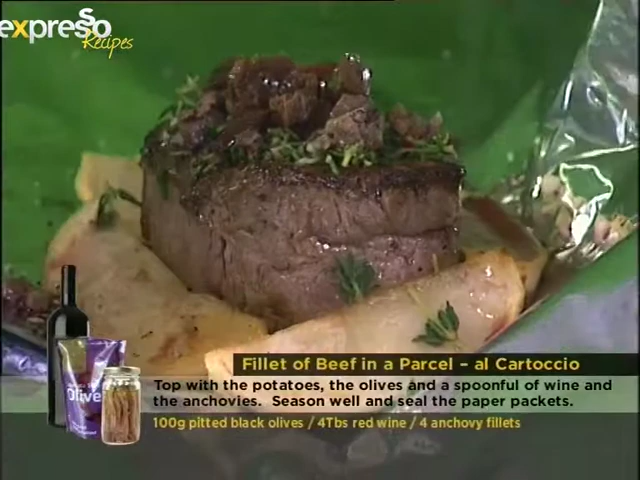 expresso
Recipes
Fillet of Beef in a Parcel – al Cartoccio
Top with the potatoes, the olives and a spoonful of wine and
the anchovies. Season well and seal the paper packets.
Olive
100g pitted black olives / 4Tbs red wine / 4 anchovy fillets